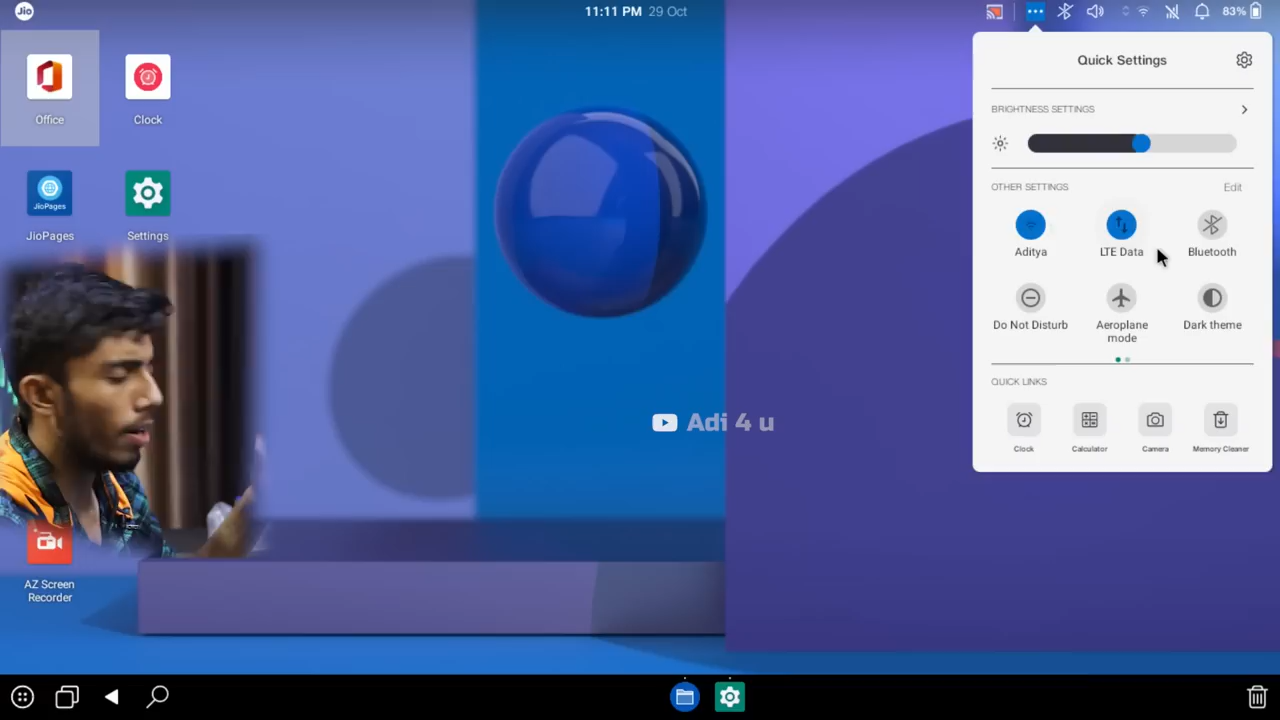 Jio
11:11 PM 29 Oct
83%
Office
Clock
JioPages
JioPages
Settings
AZ Screen
Recorder
Adi 4 u
Quick Settings
BRIGHTNESS SETTINGS
OTHER SETTINGS
Edit
Aditya
LTE Data
Bluetooth
Do Not Disturb
Aeroplane
mode
Dark theme
QUICK LINKS
Clock
Calculator
Camera
Memory Cleaner